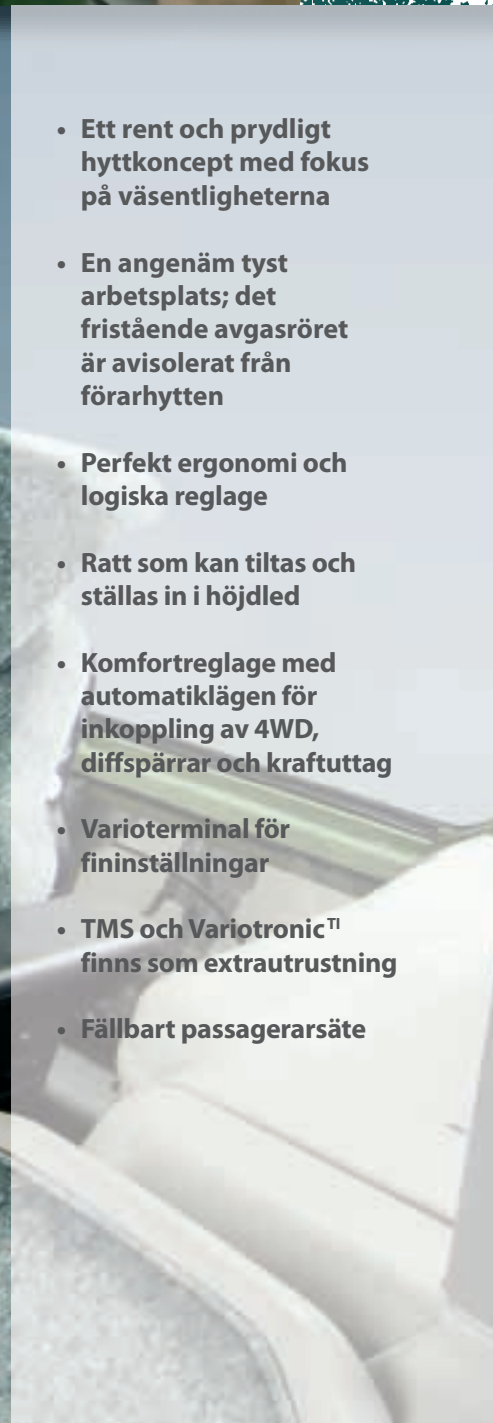 • Ett rent och prydligt
hyttkoncept med fokus
på väsentligheterna
• En angenäm tyst
arbetsplats; det
fristående avgasröret
är avisolerat från
förarhytten
• Perfekt ergonomi och
logiska reglage
• Ratt som kan tiltas och
ställas in i höjdled
• Komfortreglage med
automatiklägen för
inkoppling av 4WD,
diffspärrar och kraftuttag
• Varioterminal för
fininställningar
• TMS och Variotronic TI
finns som extrautrustning
• Fällbart passagerarsäte